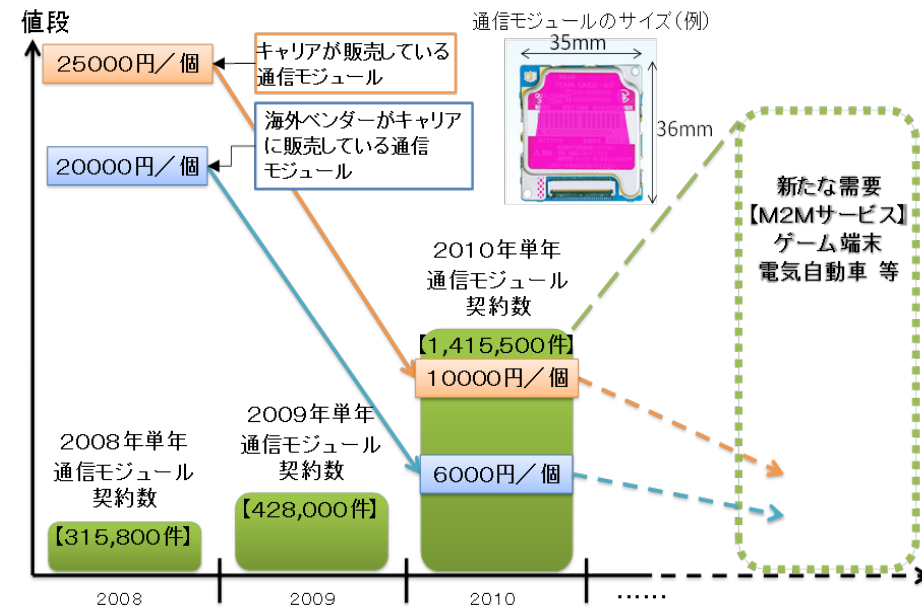 値段
通信モジュールのサイズ(例)
35mm
36mm
25000円/個
キャリアが販売している
通信モジュール
20000円/個
海外ベンダーがキャリア
に販売している通信
モジュール
新たな需要
【M2Mサービス】
ゲーム端末
電気自動車 等
2010年単年
通信モジュール
契約数
【1,415,500件】
10000円/個
2009年単年
通信モジュール
契約数
【428,000件】
2008年単年
通信モジュール
契約数
【315,800件】
6000円/個
2008
2009
2010
……